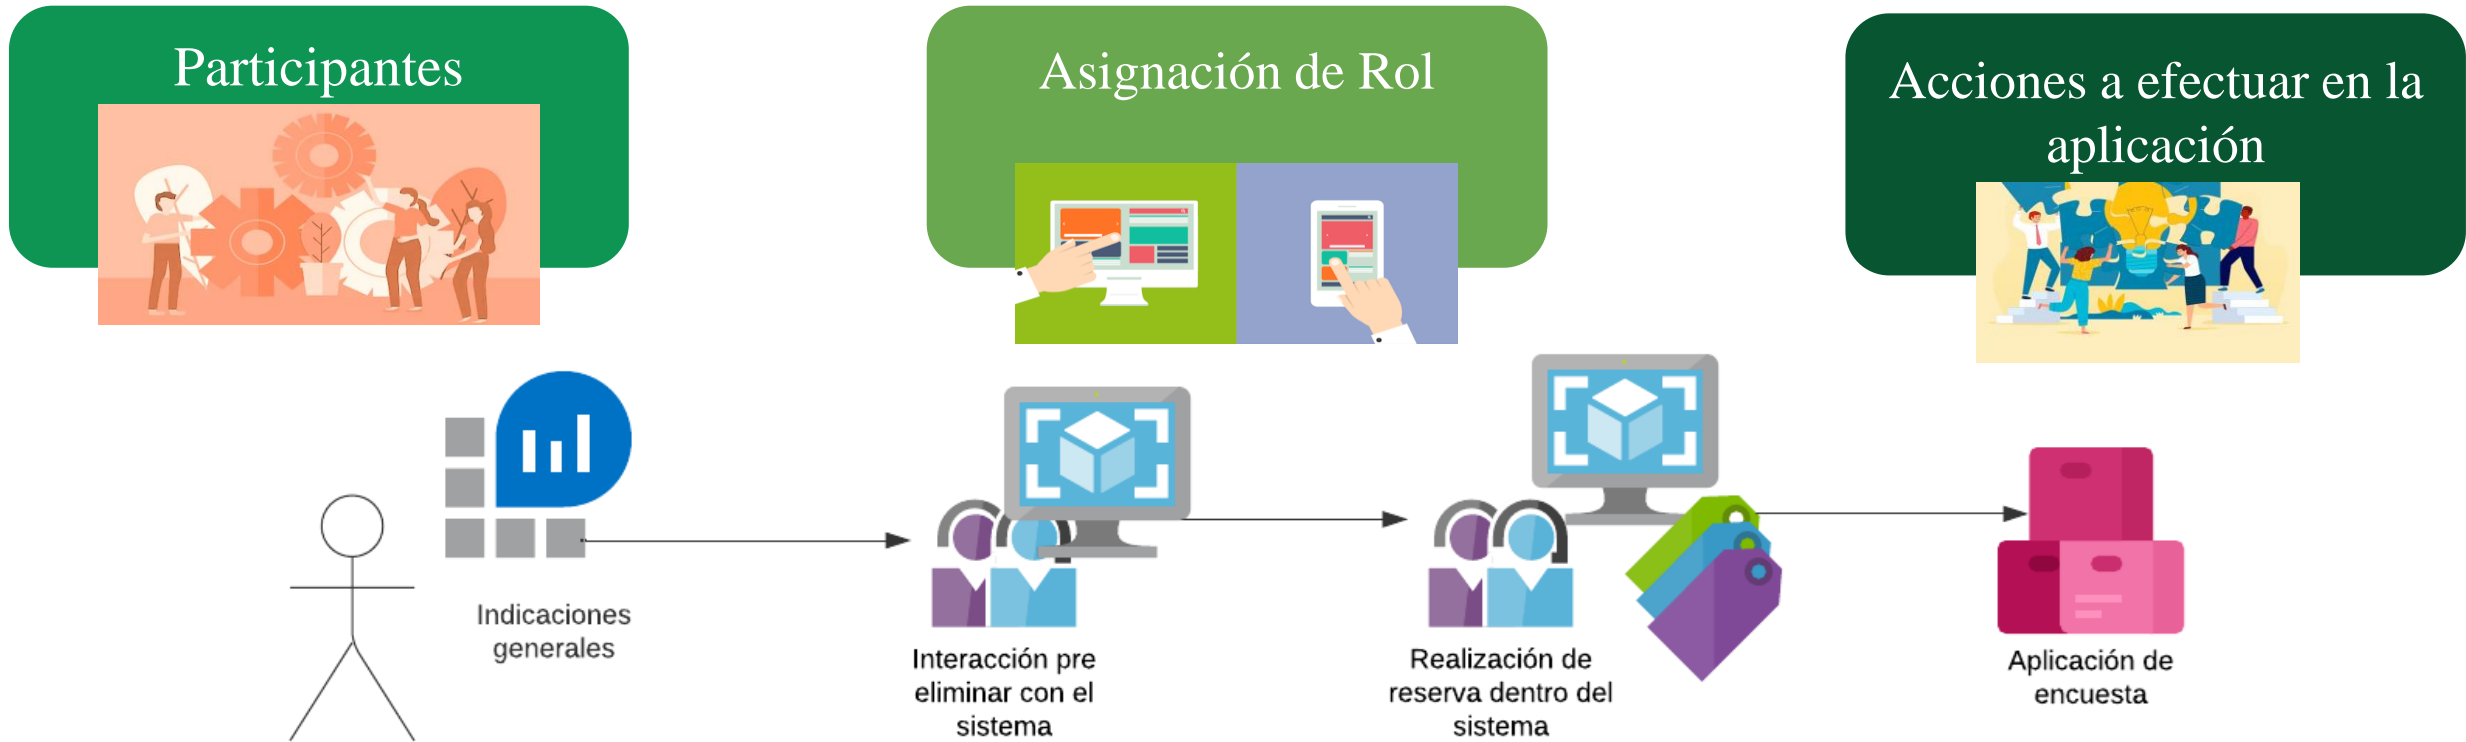 Participantes
Asignación de Rol
Acciones a efectuar en la
aplicación
Indicaciones
generales
Interacción pre
eliminar con el
sistema
Realización de
reserva dentro del
sistema
Aplicación de
encuesta